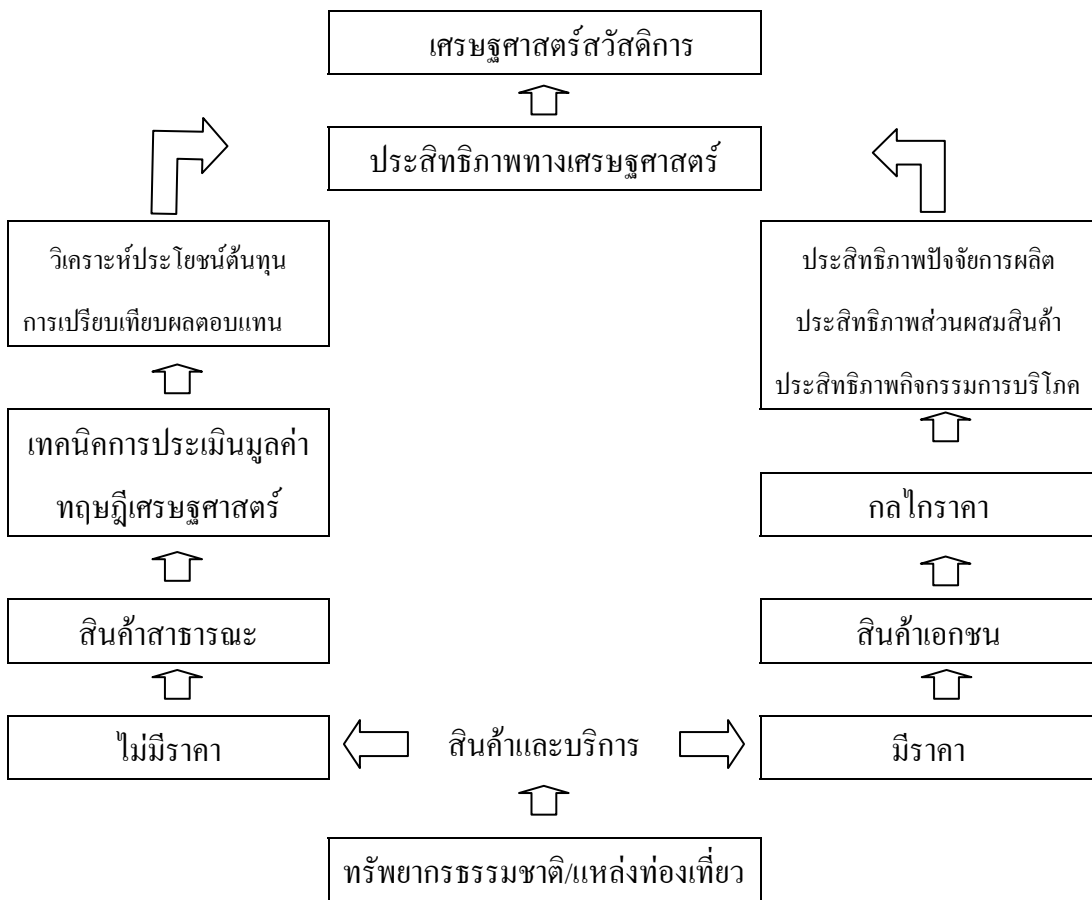 เศรษฐศาสตร์สวัสดิการ
ประสิทธิภาพทางเศรษฐศาสตร์
วิเคราะห์ประโยชน์ต้นทุน
การเปรียบเทียบผลตอบแทน
ประสิทธิภาพปัจจัยการผลิต
ประสิทธิภาพส่วนผสมสินค้า
ประสิทธิภาพกิจกรรมการบริโภค
เทคนิคการประเมินมูลค่า
ทฤษฎีเศรษฐศาสตร์
กลไกราคา
สินค้าสาธารณะ
สินค้าเอกชน
ไม่มีราคา
สินค้าและบริการ
มีราคา
ทรัพยากรธรรมชาติ/แหล่งท่องเที่ยว